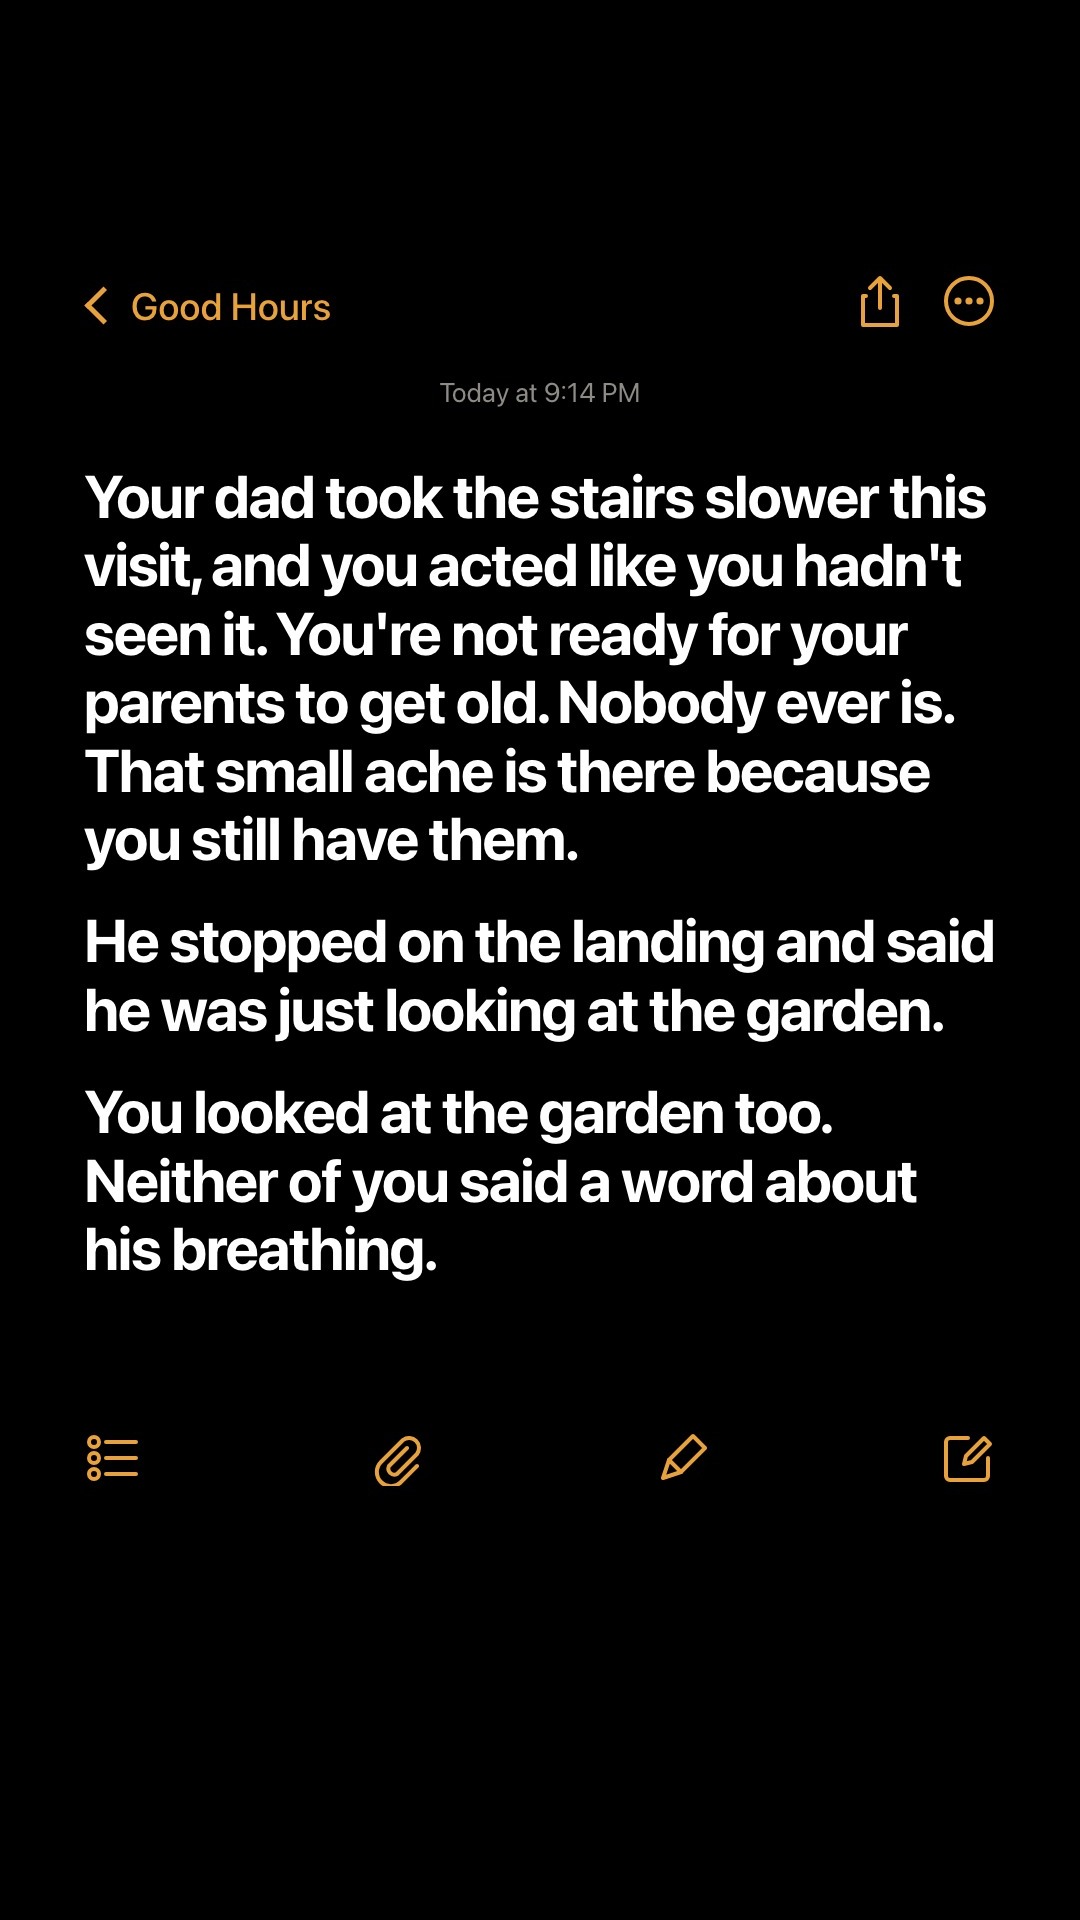 Good Hours
Today at 9:14 PM
Your dad took the stairs slower this
visit, and you acted like you hadn't
seen it. You're not ready for your
parents to get old. Nobody ever is.
That small ache is there because
you still have them.
He stopped on the landing and said
he was just looking at the garden.
You looked at the garden too.
Neither of you said a word about
his breathing.